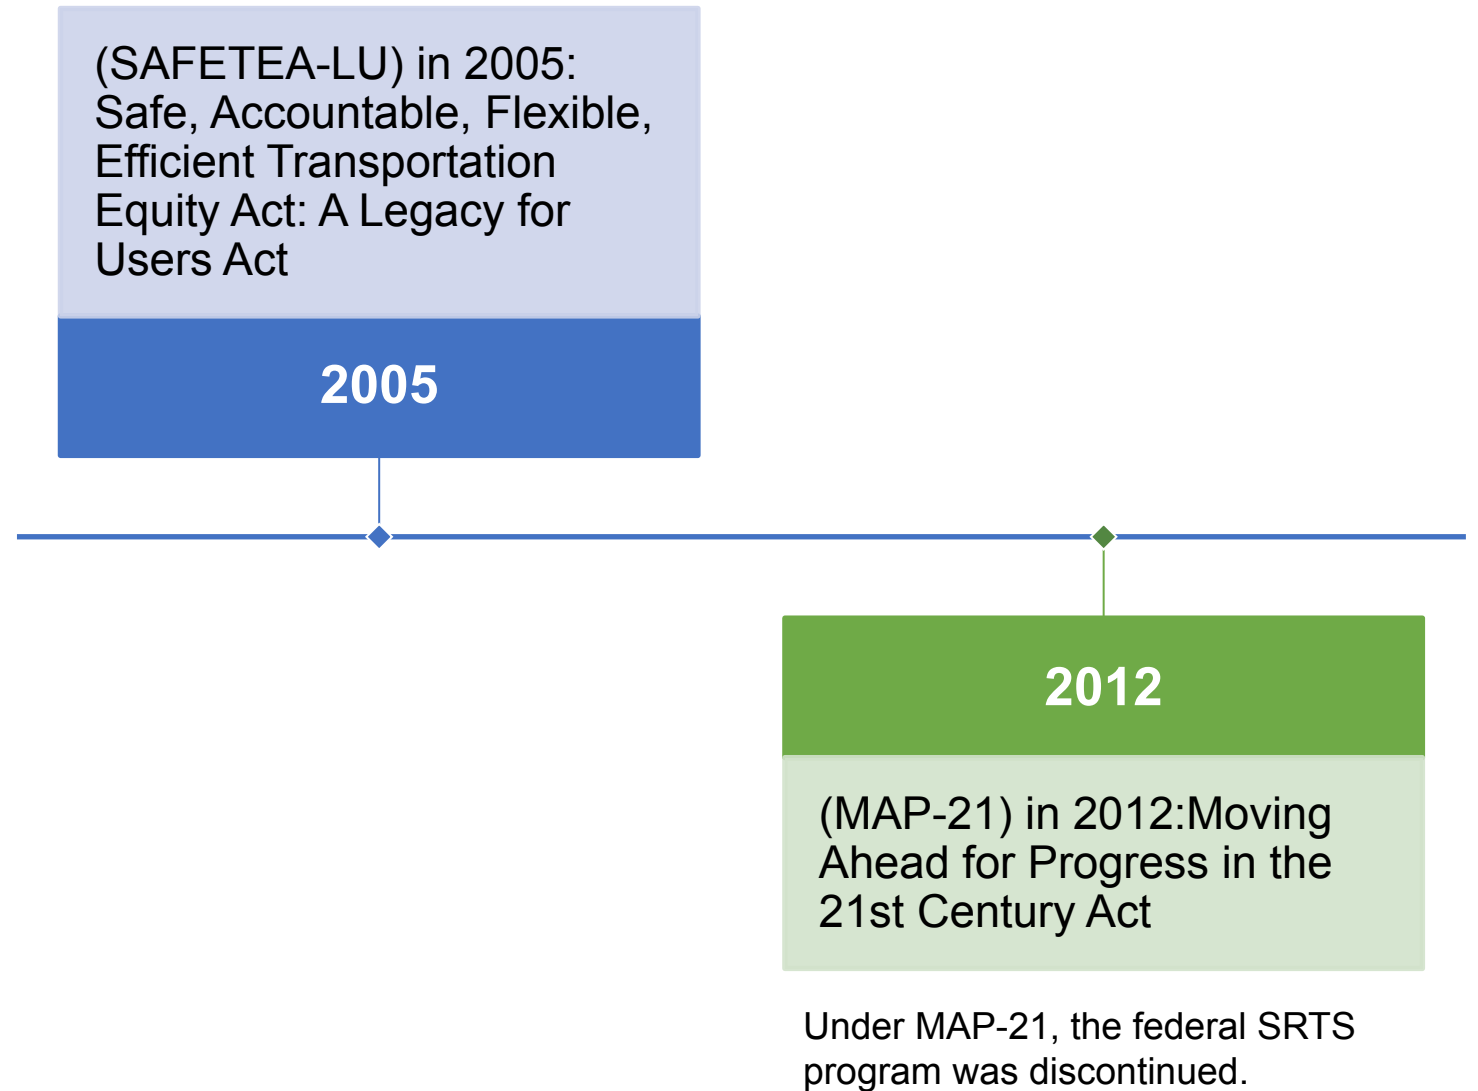 (SAFETEA-LU) in 2005:
Safe, Accountable, Flexible,
Efficient Transportation
Equity Act: A Legacy for
Users Act
2005
2012
(MAP-21) in 2012:Moving
Ahead for Progress in the
21st Century Act
Under MAP-21, the federal SRTS
program was discontinued.